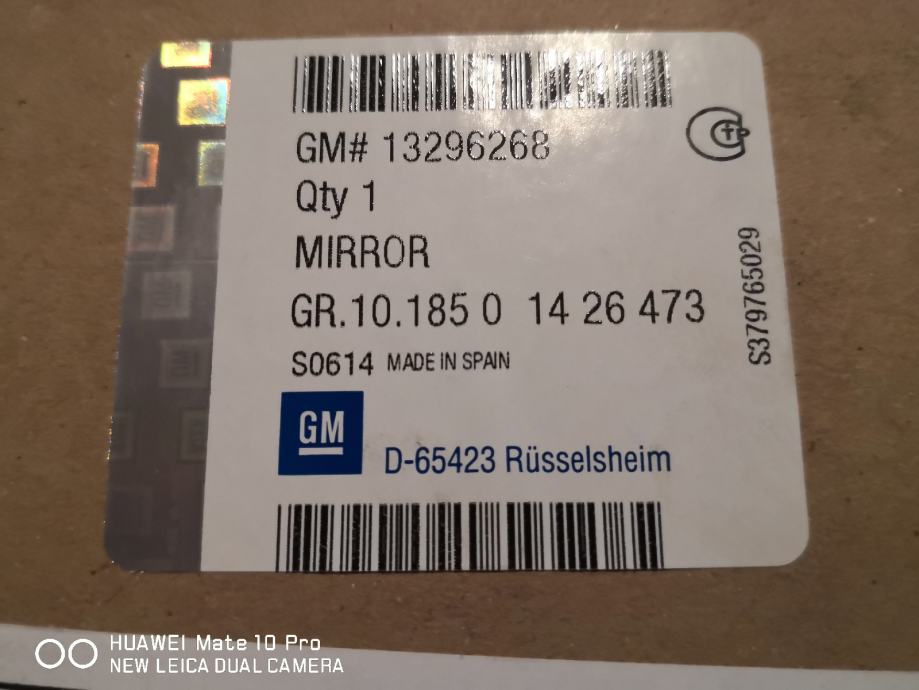 GM# 13296268
Qty 1
MIRROR
GR.10.185 0 14 26 473
S0614 MADE IN SPAIN
GM
D-65423 Rüsselsheim
S379765029
HUAWEI Mate 10 Pro
NEW LEICA DUAL CAMERA